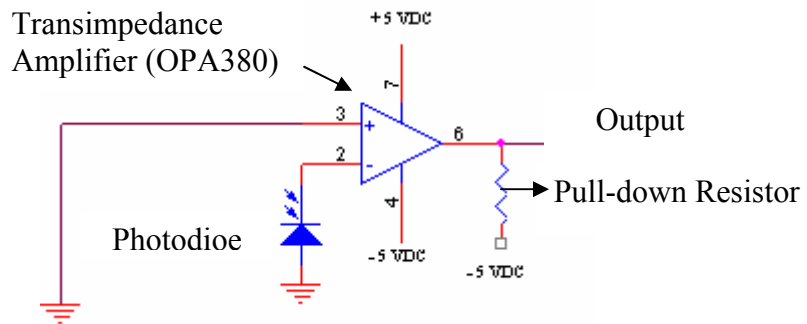 Transimpedance
Amplifier (OPA380)
+5 VDC
7
3
+
6
Output
2
-
4
Pull-down Resistor
Photodioe
-5 VDC
-5 VDC